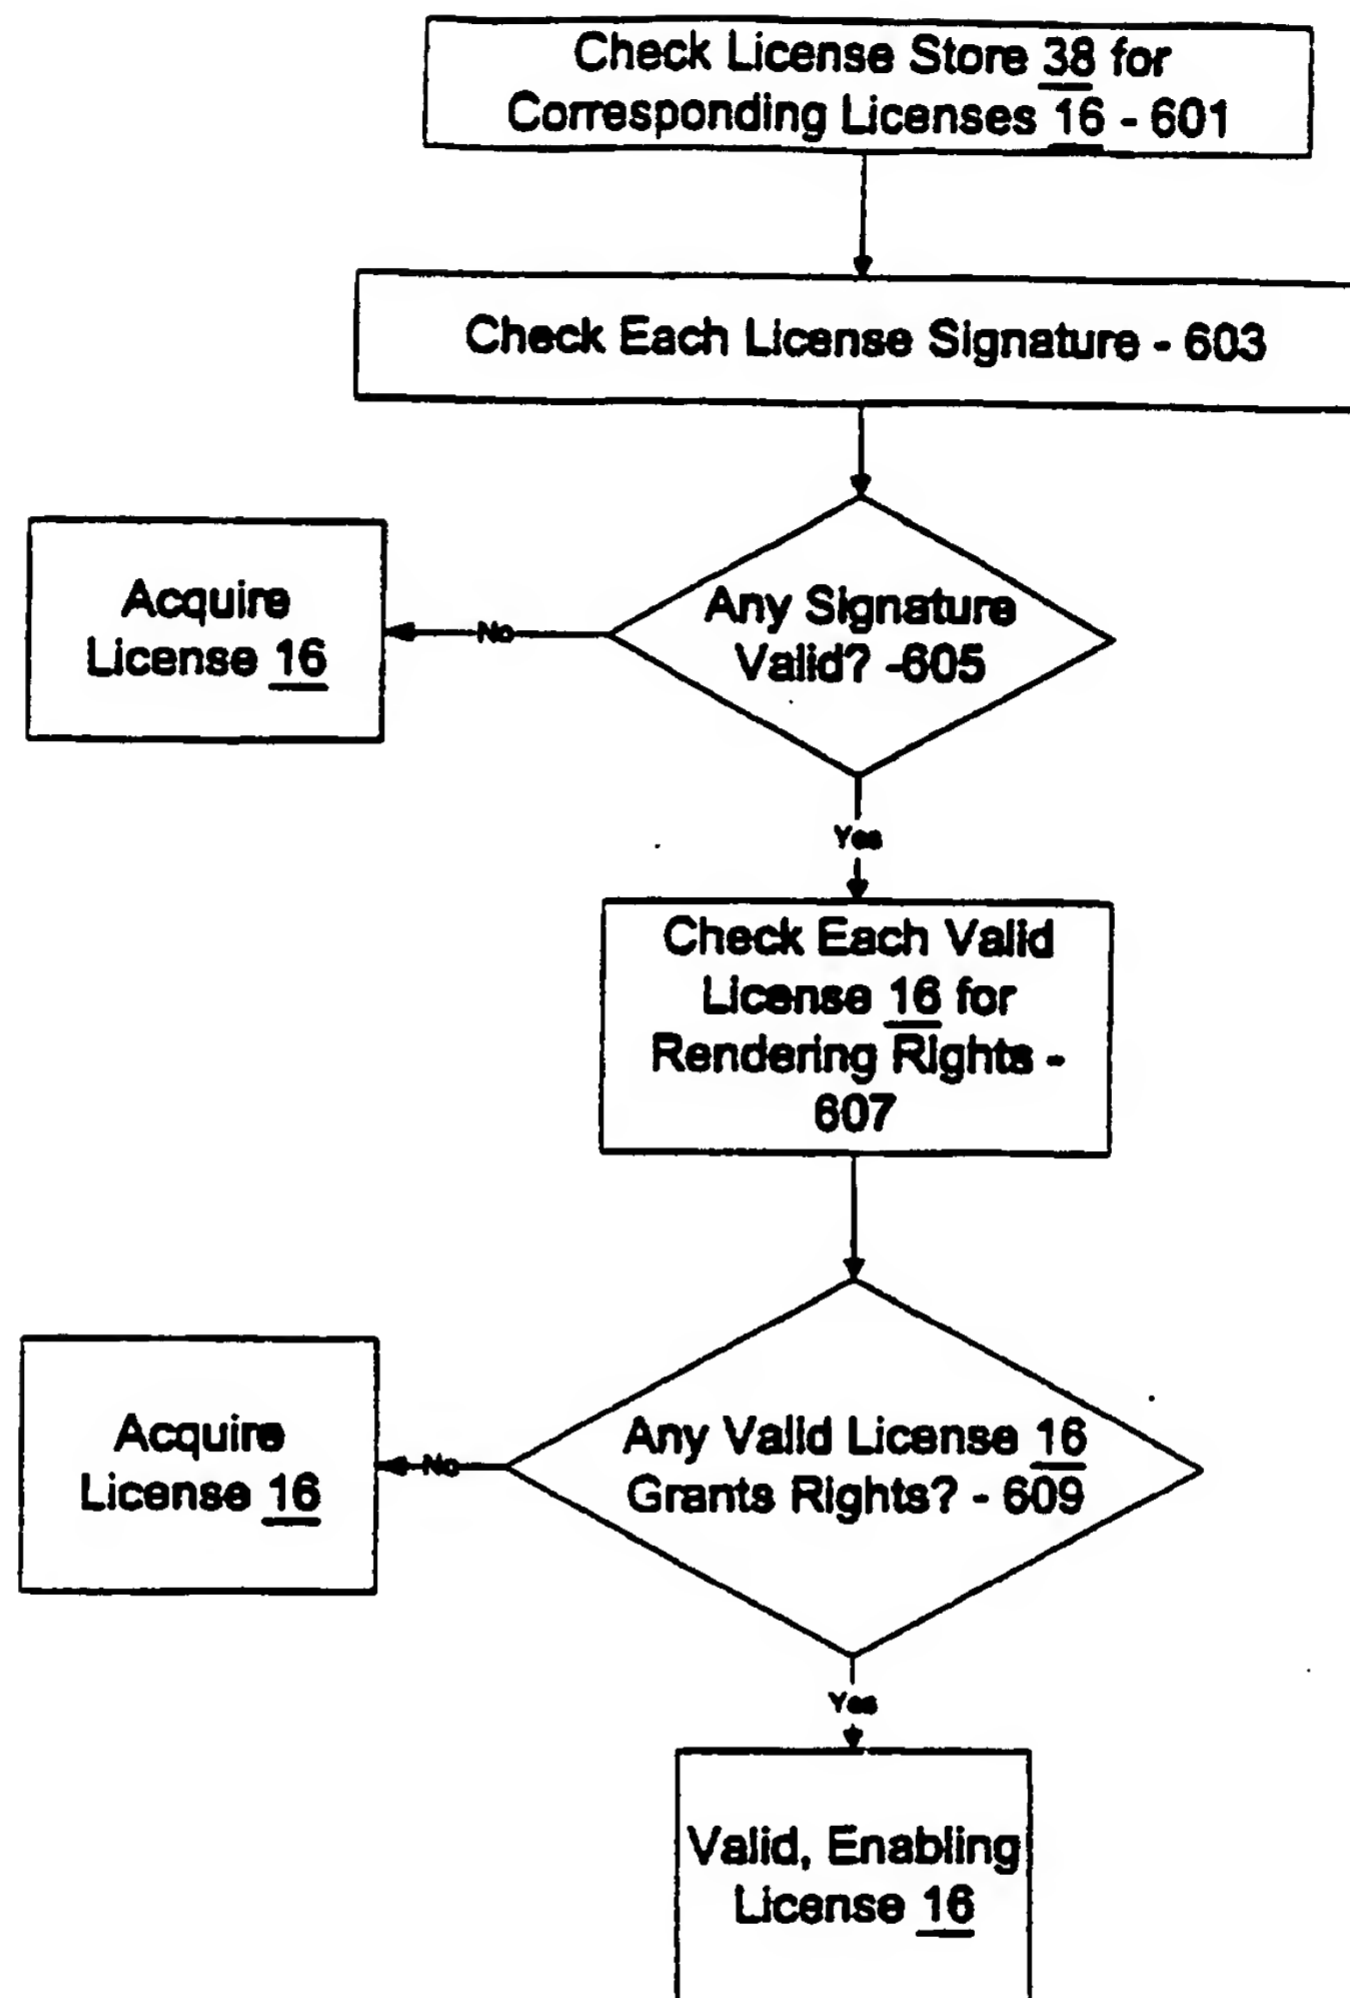 Check License Store 38 for
Corresponding Licenses 16 - 601
Check Each License Signature - 603
Acquire
License 16
No
Any Signature
Valid? -605
Yes
Check Each Valid
License 16 for
Rendering Rights -
607
Acquire
License 16
No
Any Valid License 16
Grants Rights? - 609
Yes
Valid, Enabling
License 16